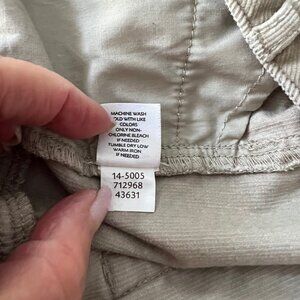 MACHINE WASH
COLD WITH LIKE
COLORS
ONLY NON-
CHLORINE BLEACH
IF NEEDED
TUMBLE DRY LOW
WARM IRON
IF NEEDED
14-5005
712968
43631